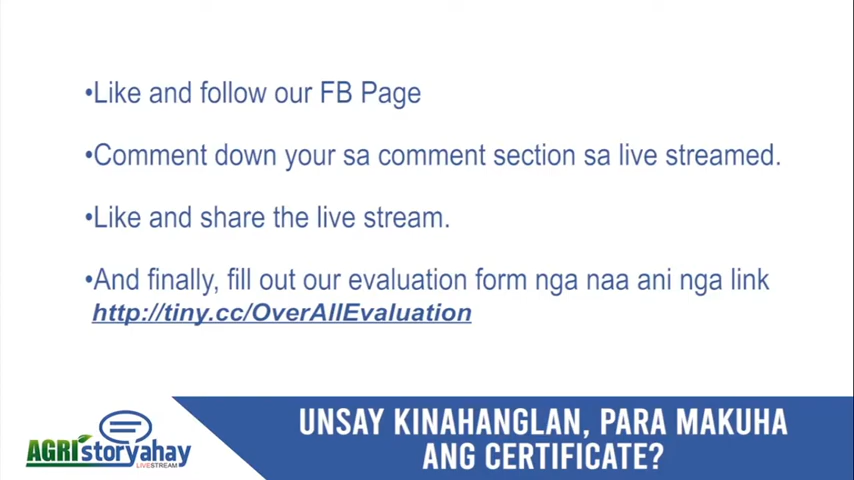 •Like and follow our FB Page
•Comment down your sa comment section sa live streamed.
•Like and share the live stream.
•And finally, fill out our evaluation form nga naa ani nga link
http://tiny.cc/OverAllEvaluation
UNSAY KINAHANGLAN, PARA MAKUHA
ANG CERTIFICATE?
AGRIstoryahay
LIVESTREAM